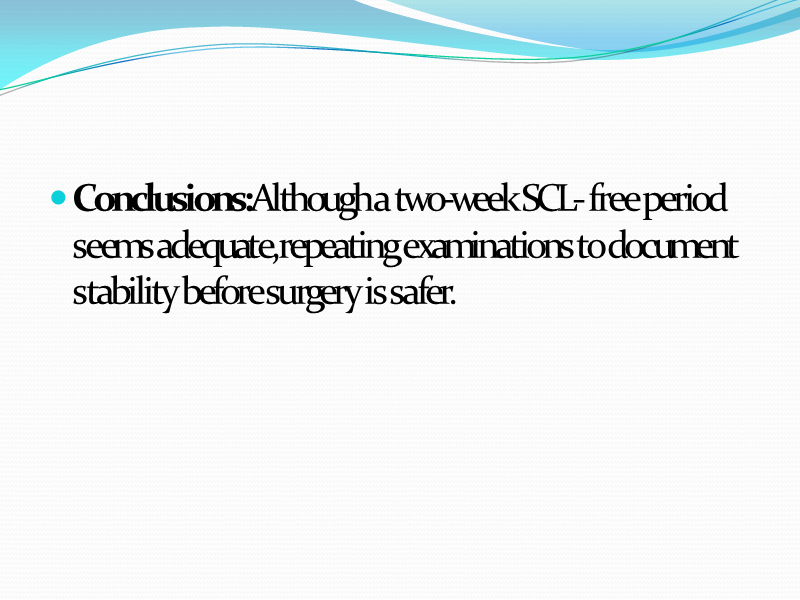 Conclusions: Although a two-week SCL- free period
seems adequate, repeating examinations to document
stability before surgery is safer.